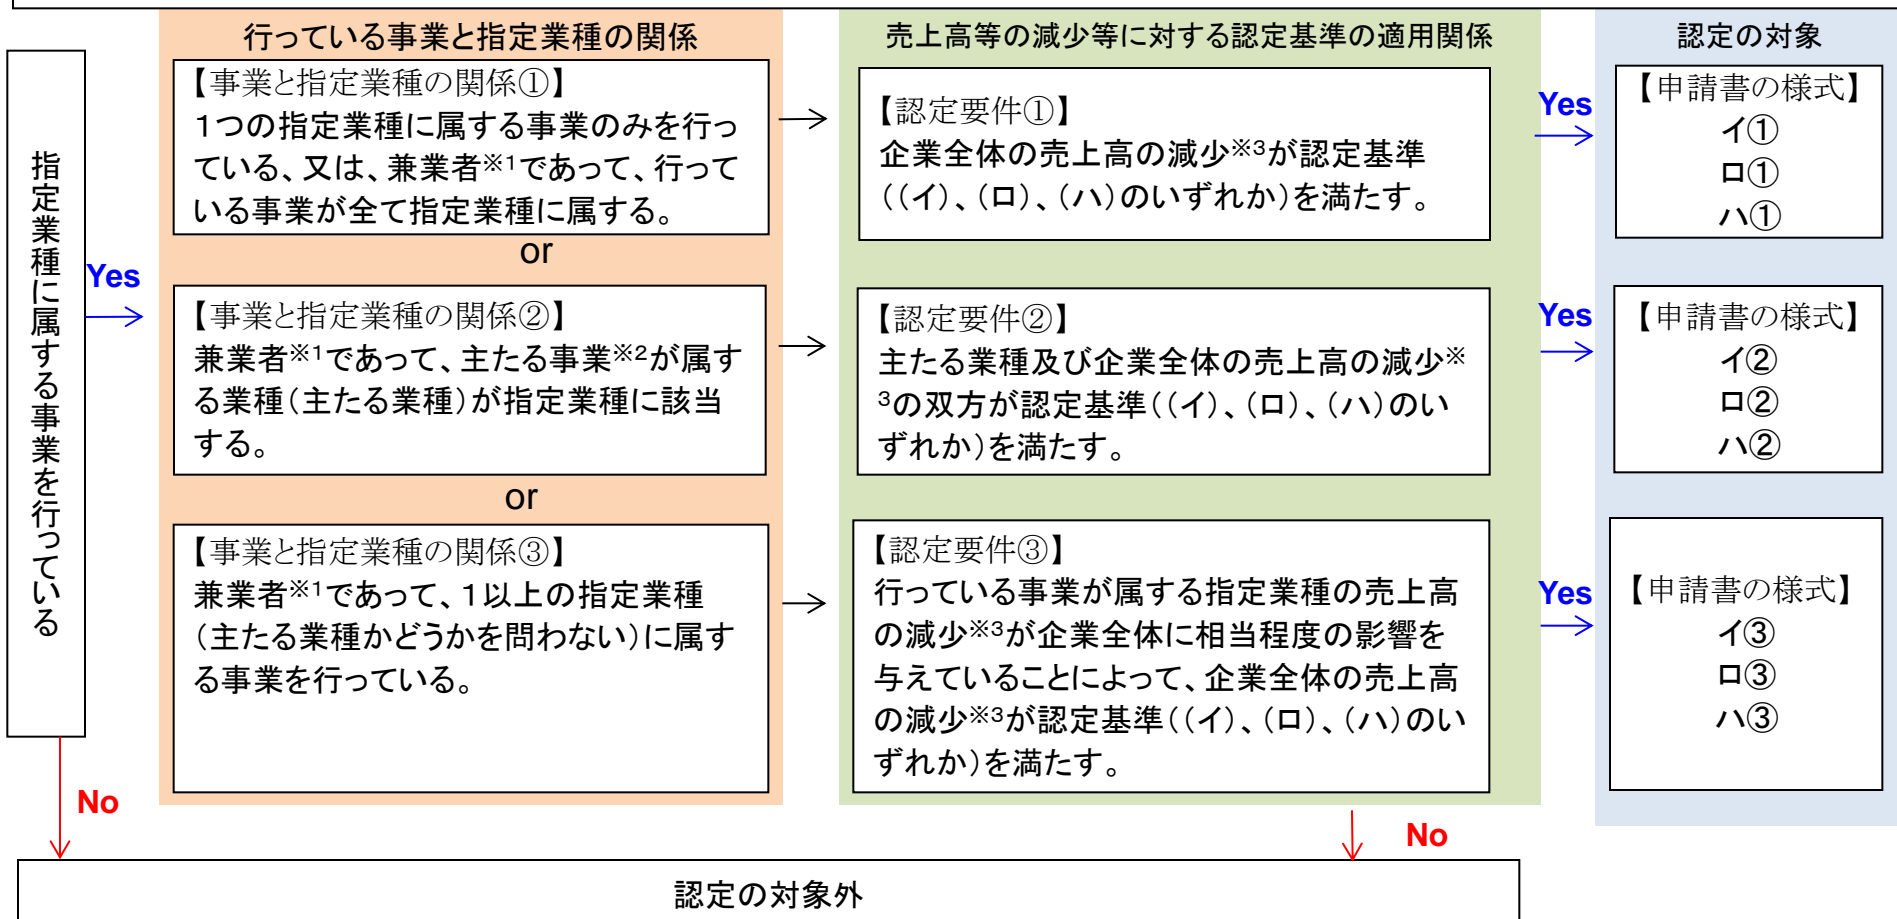 行っている事業と指定業種の関係
売上高等の減少等に対する認定基準の適用関係
認定の対象
指定業種に属する事業を行っている
Yes
【事業と指定業種の関係①】
1つの指定業種に属する事業のみを行っ
ている、又は、兼業者※1であって、行って
いる事業が全て指定業種に属する。
【認定要件①】
企業全体の売上高の減少※3が認定基準
((イ)、(ロ)、(ハ)のいずれか)を満たす。
Yes
【申請書の様式】
イ①
ロ①
ハ①
or
【事業と指定業種の関係②】
兼業者※1であって、主たる事業※2が属す
る業種(主たる業種)が指定業種に該当
する。
【認定要件②】
主たる業種及び企業全体の売上高の減少※
3の双方が認定基準((イ)、(ロ)、(ハ)のい
ずれか)を満たす。
Yes
【申請書の様式】
イ②
ロ②
ハ②
or
【事業と指定業種の関係③】
兼業者※1であって、1以上の指定業種
(主たる業種かどうかを問わない)に属す
る事業を行っている。
【認定要件③】
行っている事業が属する指定業種の売上高
の減少※3が企業全体に相当程度の影響を
与えていることによって、企業全体の売上高
の減少※3が認定基準((イ)、(ロ)、(ハ)のい
ずれか)を満たす。
Yes
【申請書の様式】
イ③
ロ③
ハ③
No
No
認定の対象外